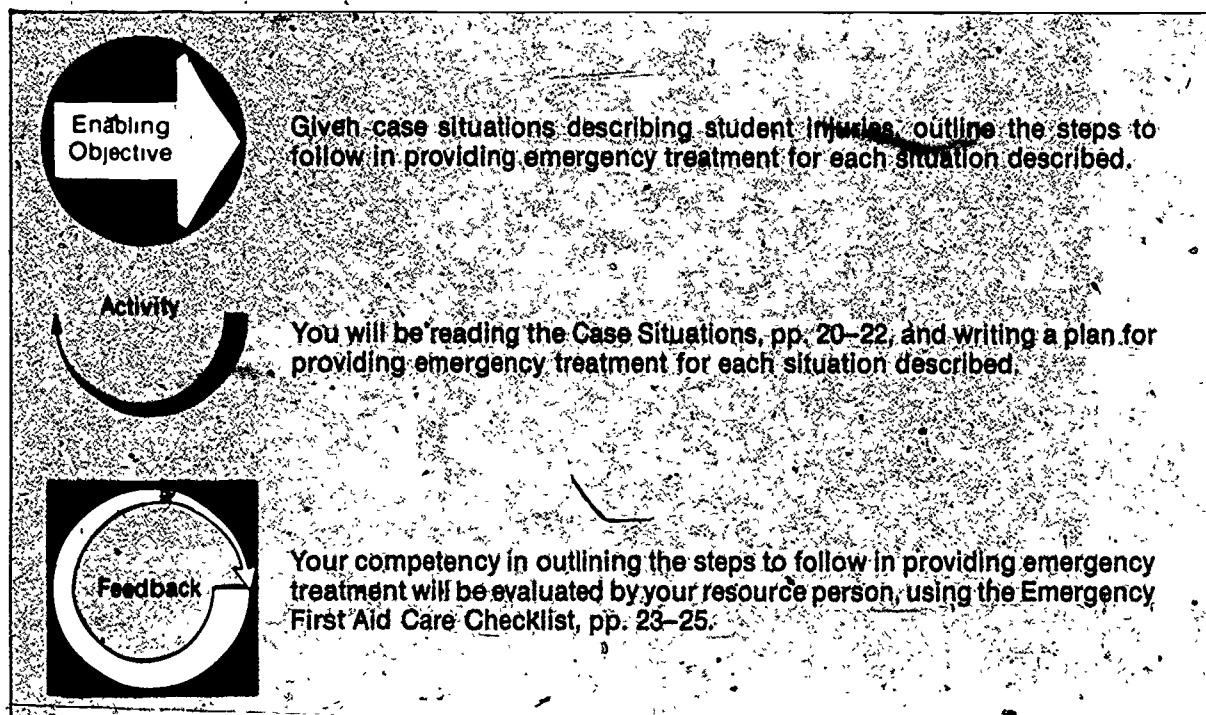 Enabling
Objective
Given case situations describing student injuries, outline the steps to
follow in providing emergency treatment for each situation described.
Activity
You will be reading the Case Situations, pp. 20–22, and writing a plan for
providing emergency treatment for each situation described.
Feedback
Your competency in outlining the steps to follow in providing emergency
treatment will be evaluated by your resource person, using the Emergency
First Aid Care Checklist, pp. 23–25.